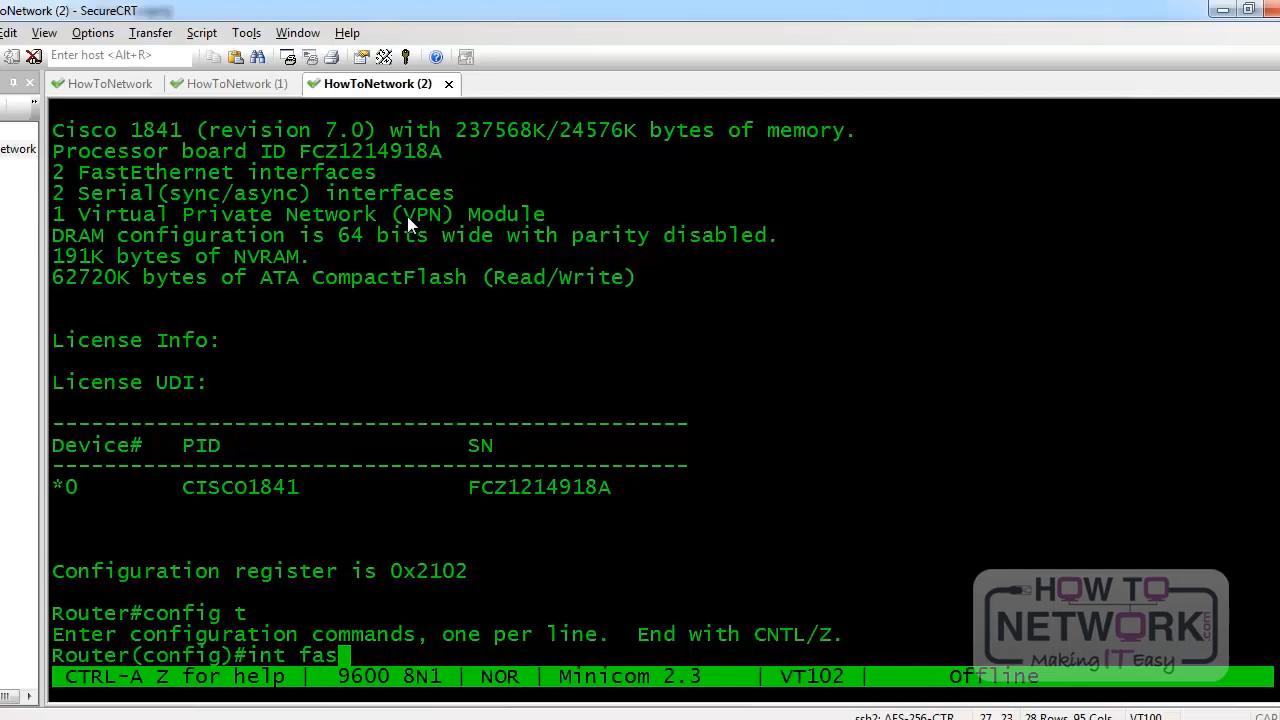 oNetwork (2) - SecureCRT
Edit View Options Transfer Script Tools Window Help
Enter host <Alt+R>
HowToNetwork HowToNetwork (1) HowToNetwork (2)
etwork
Cisco 1841 (revision 7.0) with 237568K/24576K bytes of memory.
Processor board ID FCZ1214918A
2 FastEthernet interfaces
2 Serial(sync/async) interfaces
1 Virtual Private Network (VPN) Module
DRAM configuration is 64 bits wide with parity disabled.
191K bytes of NVRAM.
62720K bytes of ATA CompactFlash (Read/Write)
License Info:
License UDI:
-------------------------------------------------
Device# PID SN
-------------------------------------------------
*0 CISCO1841 FCZ1214918A
Configuration register is 0x2102
Router#config t
Enter configuration commands, one per line. End with CNTL/Z.
Router(config)#int fas
CTRL-A Z for help | 9600 8N1 | NOR | Minicom 2.3 | VT102 | Offline
HOW TO
NETWORK.com
Making IT Easy
ssh2: AES-256-CTR 27, 23 28 Rows, 95 Cols VT100 CAP